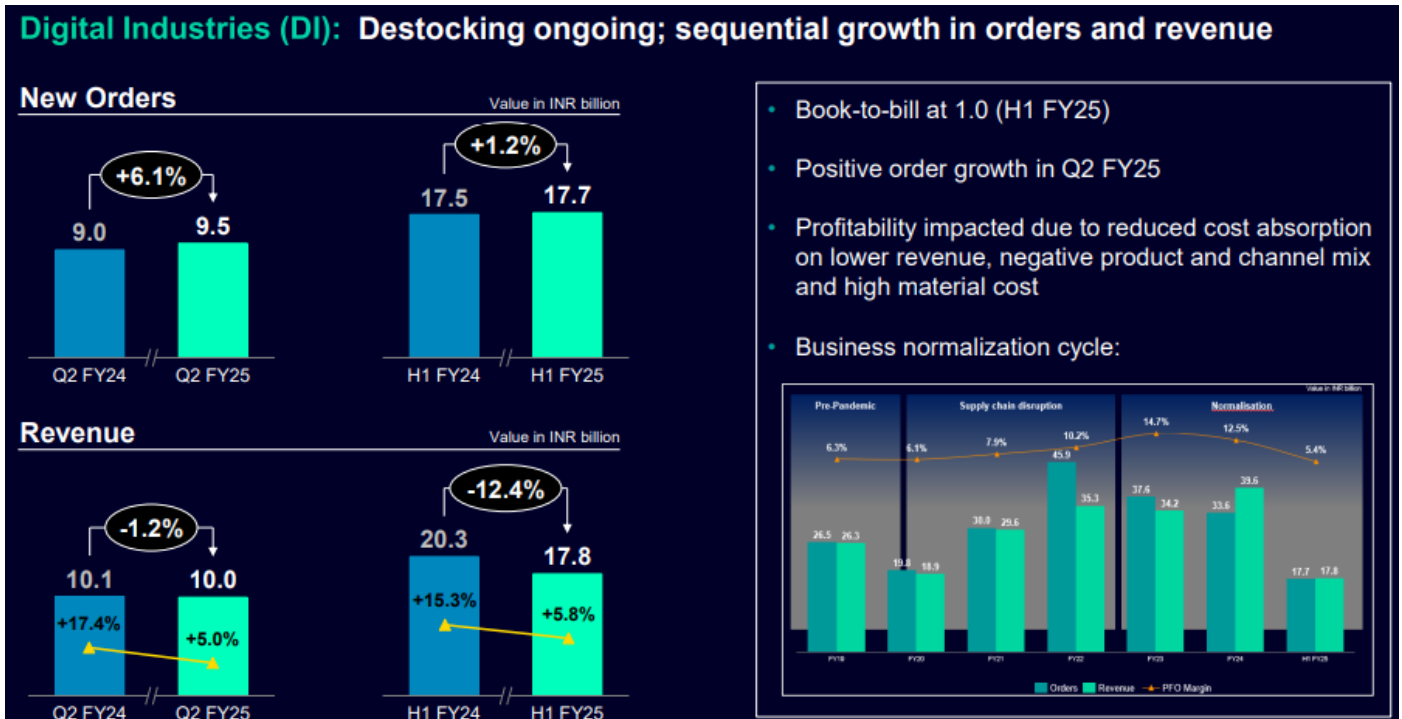 Digital Industries (DI): Destocking ongoing; sequential growth in orders and revenue
New Orders
Value in INR billion
+6.1%
9.0
9.5
Q2 FY24
Q2 FY25
+1.2%
17.5
17.7
H1 FY24
H1 FY25
Revenue
Value in INR billion
-1.2%
10.1
10.0
+17.4%
+5.0%
Q2 FY24
Q2 FY25
-12.4%
20.3
17.8
+15.3%
+5.8%
H1 FY24
H1 FY25
• Book-to-bill at 1.0 (H1 FY25)
• Positive order growth in Q2 FY25
• Profitability impacted due to reduced cost absorption
on lower revenue, negative product and channel mix
and high material cost
• Business normalization cycle:
Value in INR billion
Pre-Pandemic
Supply chain disruption
Normalisation
6.3%
6.1%
7.9%
10.2%
14.7%
12.5%
5.4%
26.5 26.3
19.8 18.9
30.0 29.6
45.9 35.3
37.6 34.2
33.6 39.6
17.7 17.8
FY20
FY21
FY22
FY23
FY24
H1 FY25
Orders Revenue PFO Margin